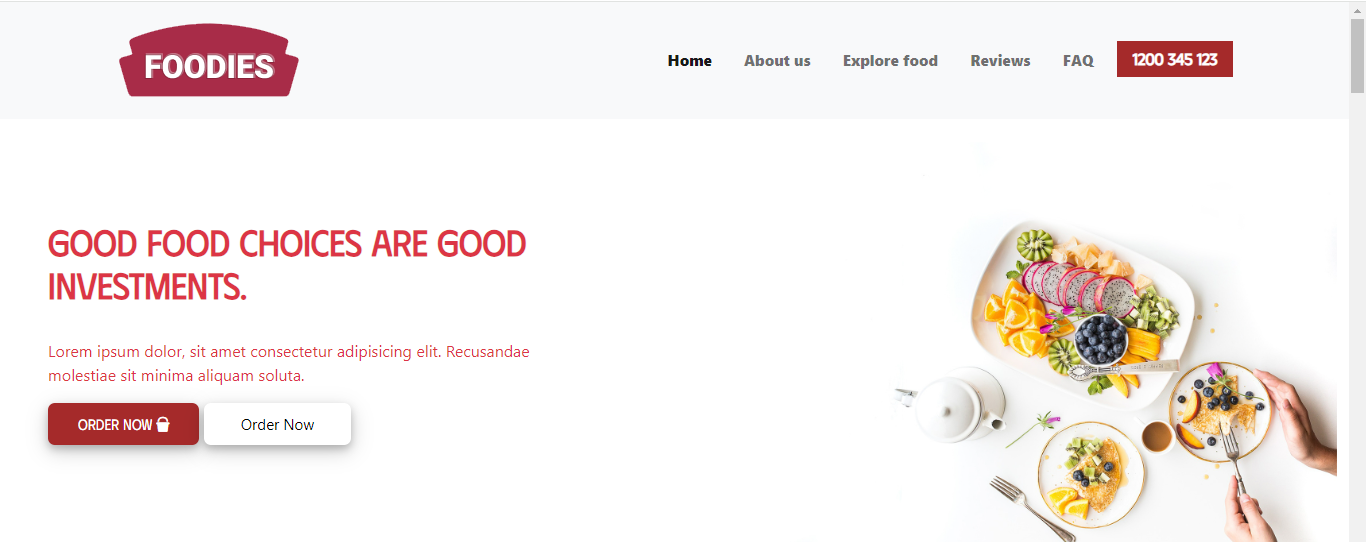 FOODIES
Home
About us
Explore food
Reviews
FAQ
1200 345 123
GOOD FOOD CHOICES ARE GOOD
INVESTMENTS.
Lorem ipsum dolor, sit amet consectetur adipisicing elit. Recusandae
molestiae sit minima aliquam soluta.
ORDER NOW
Order Now